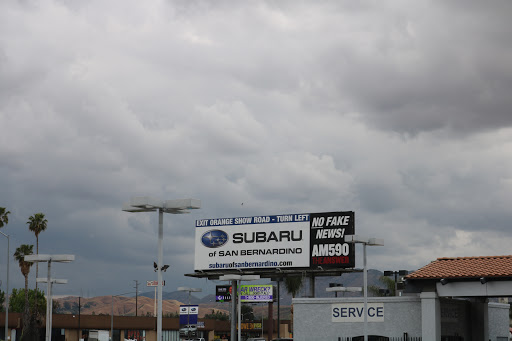 EXIT ORANGE SHOW ROAD - TURN LEFT
SUBARU
of SAN BERNARDINO
subaruofsanbernardino.com
NO FAKE
NEWS!
AM590
SERVICE